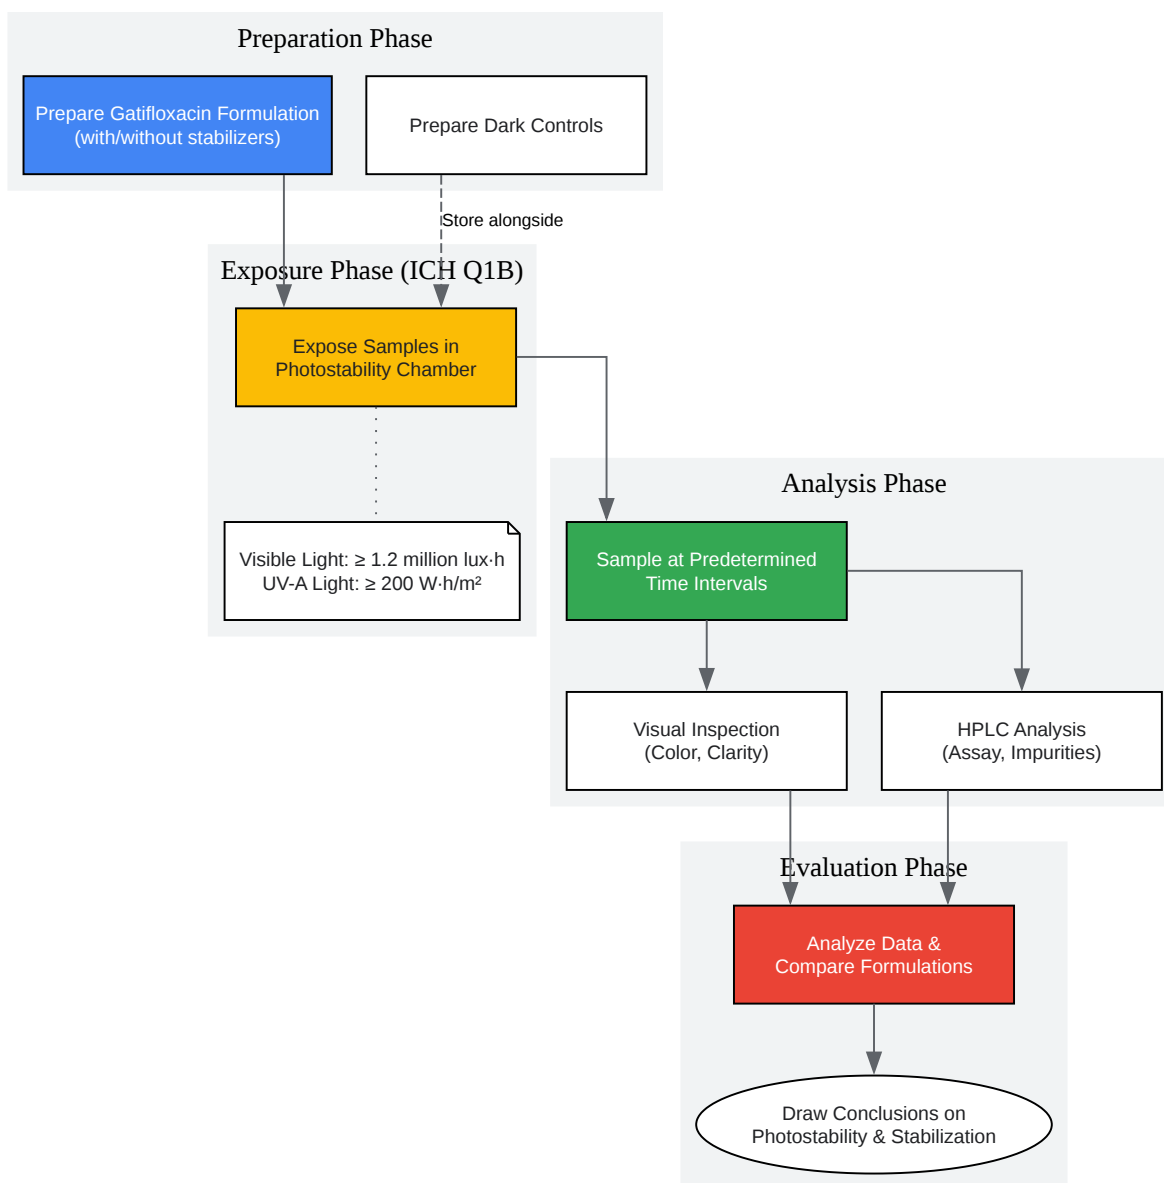 Preparation Phase
Prepare Gatifloxacin Formulation
(with/without stabilizers)
Prepare Dark Controls
Store alongside
Exposure Phase (ICH Q1B)
Expose Samples in
Photostability Chamber
Visible Light: ≥ 1.2 million lux·h
UV-A Light: ≥ 200 W·h/m²
Analysis Phase
Sample at Predetermined
Time Intervals
Visual Inspection
(Color, Clarity)
HPLC Analysis
(Assay, Impurities)
Evaluation Phase
Analyze Data &
Compare Formulations
Draw Conclusions on
Photostability & Stabilization